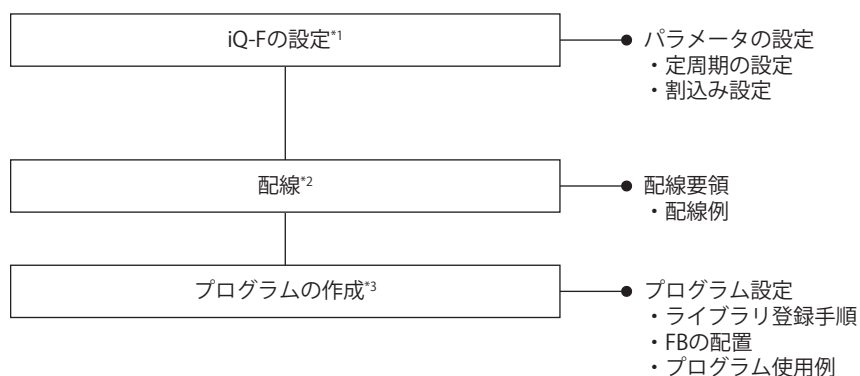 iQ-Fの設定*1
パラメータの設定
・定周期の設定
・割込み設定
配線*2
配線要領
・配線例
プログラムの作成*3
プログラム設定
・ライブラリ登録手順
・FBの配置
・プログラム使用例